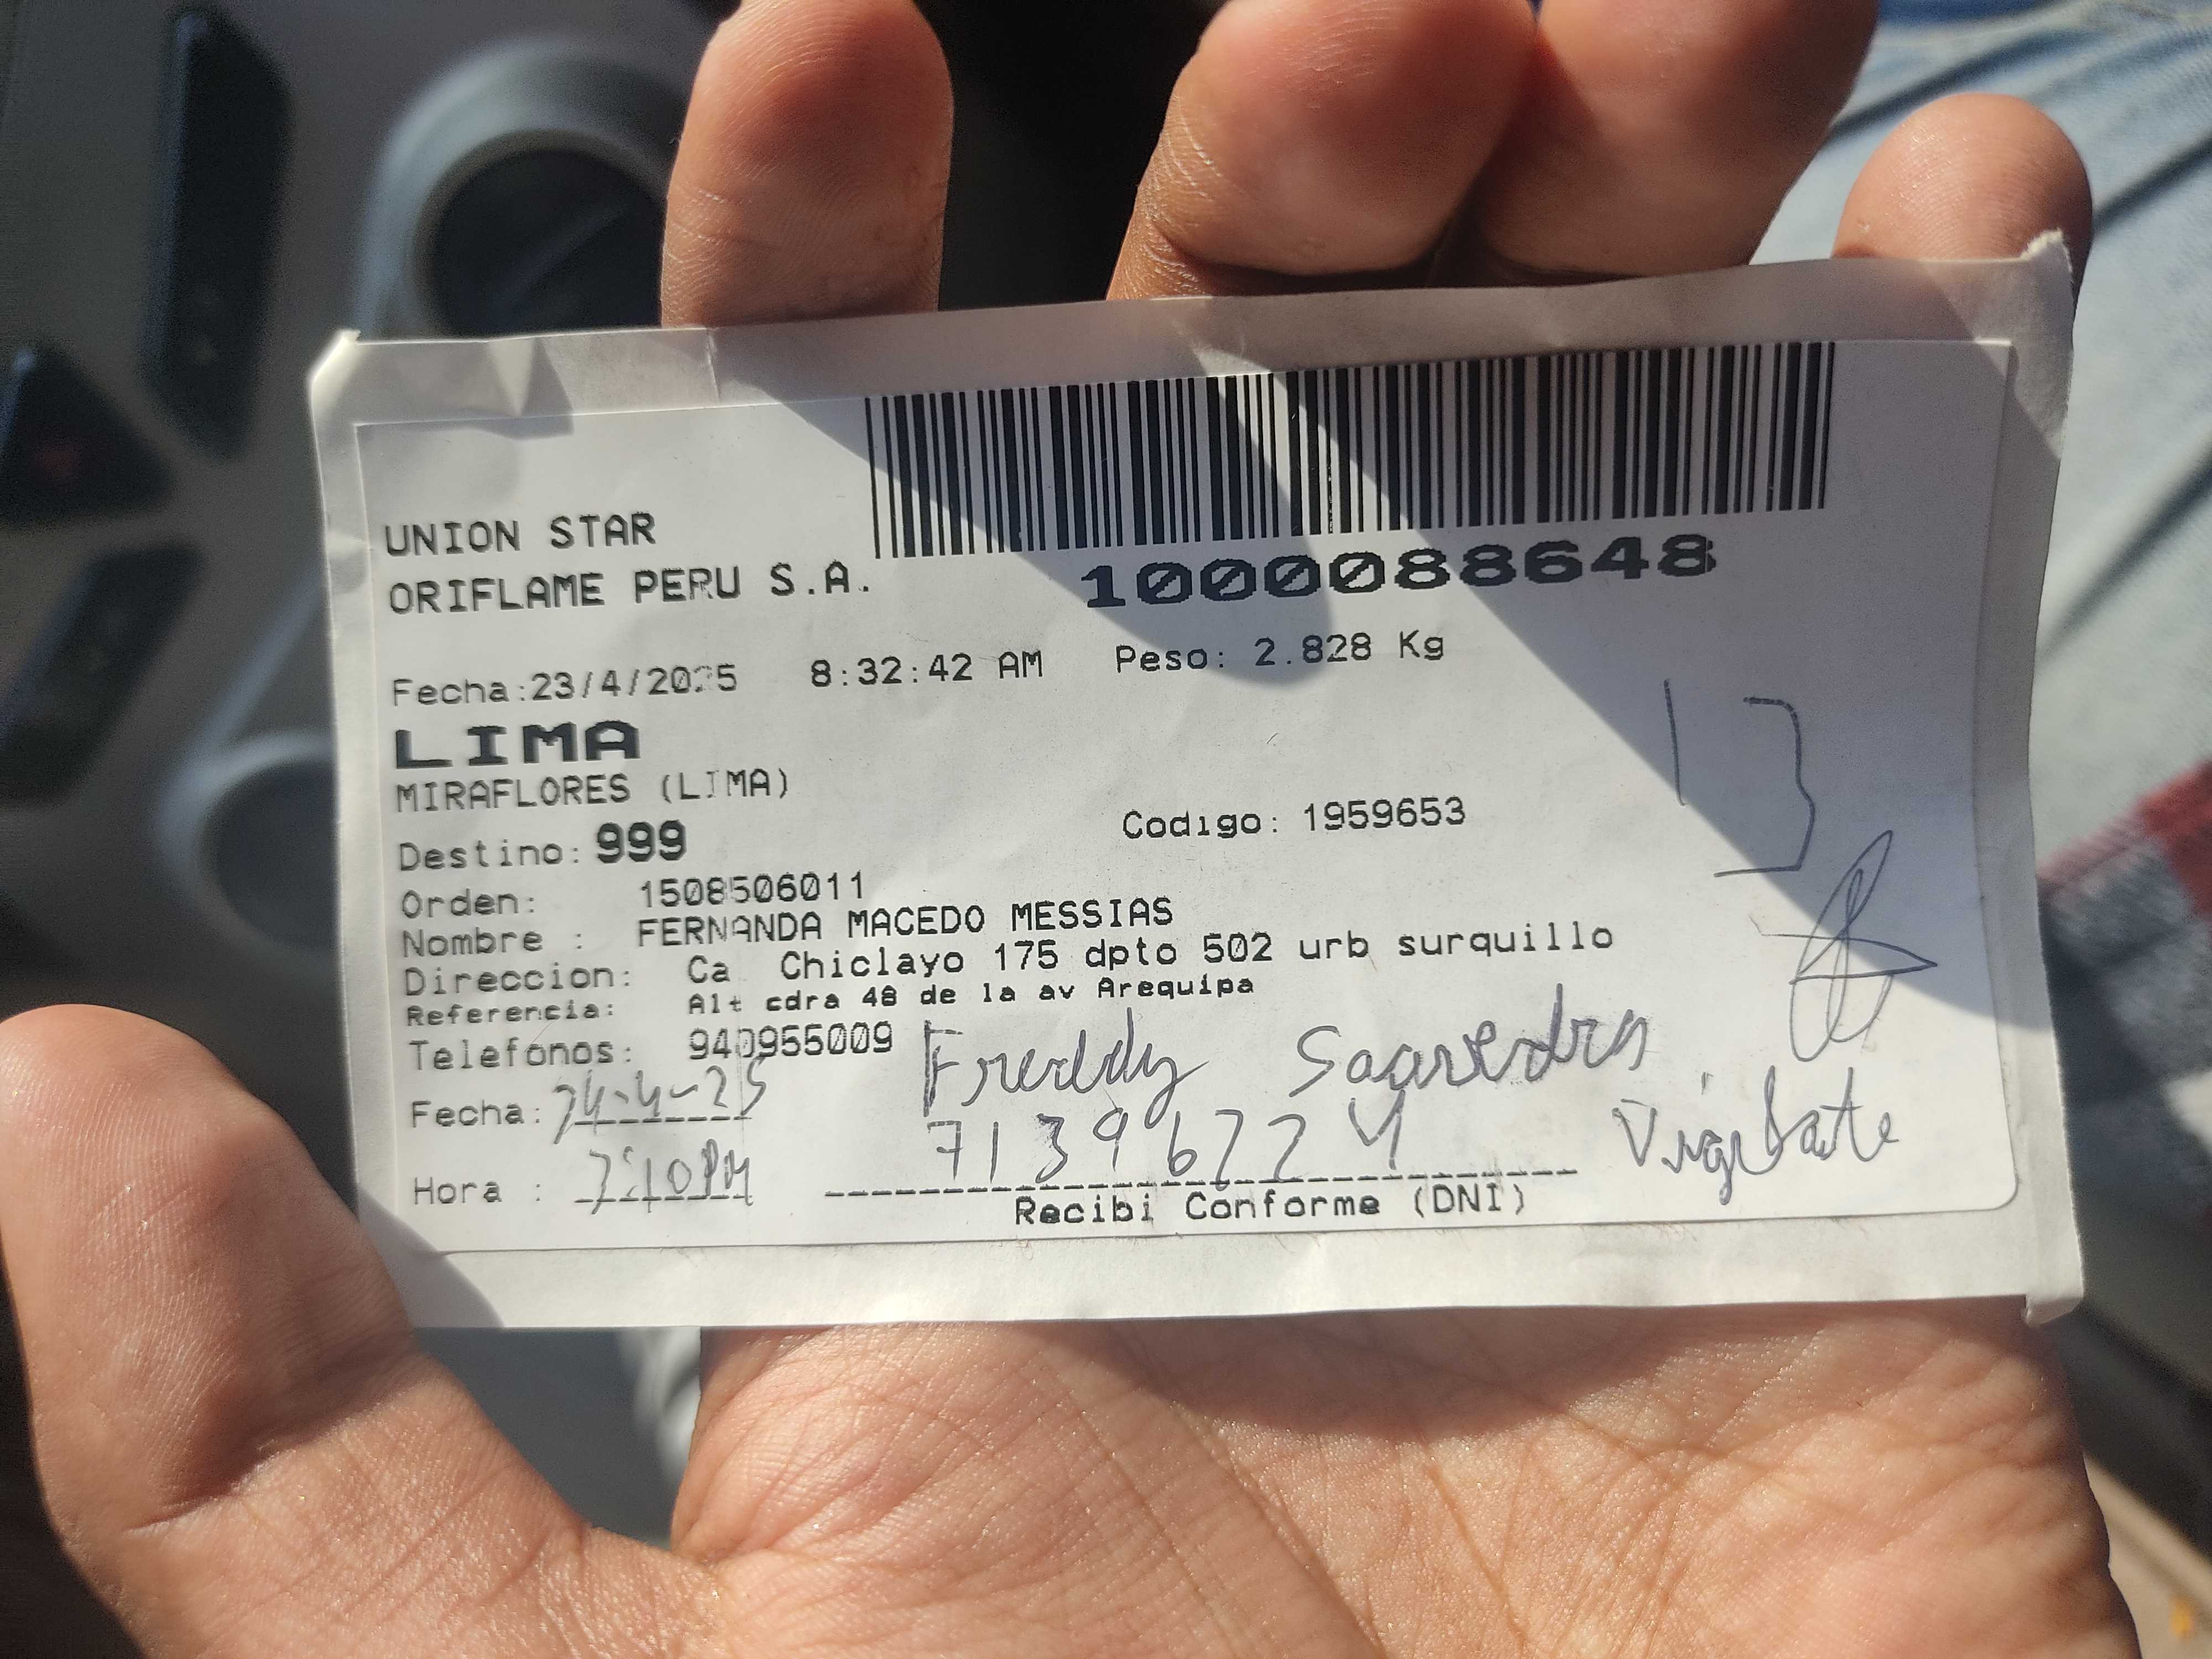 UNION STAR
ORIFLAME PERU S.A.
1000088648
Fecha:23/4/2025 8:32:42 AM Peso: 2.828 Kg
LIMA
MIRAFLORES (LIMA)
13
Destino: 999 Codigo: 1959653
Orden: 1508506011
Nombre : FERNANDA MACEDO MESSIAS
Direccion: Ca Chiclayo 175 dpto 502 urb surquillo
Referencia: Alt cdra 48 de la av Arequipa
Telefonos: 940955009
Freddy Saavedra
Fecha: 24-4-25
Hora :
Recibi Conforme (DNI)